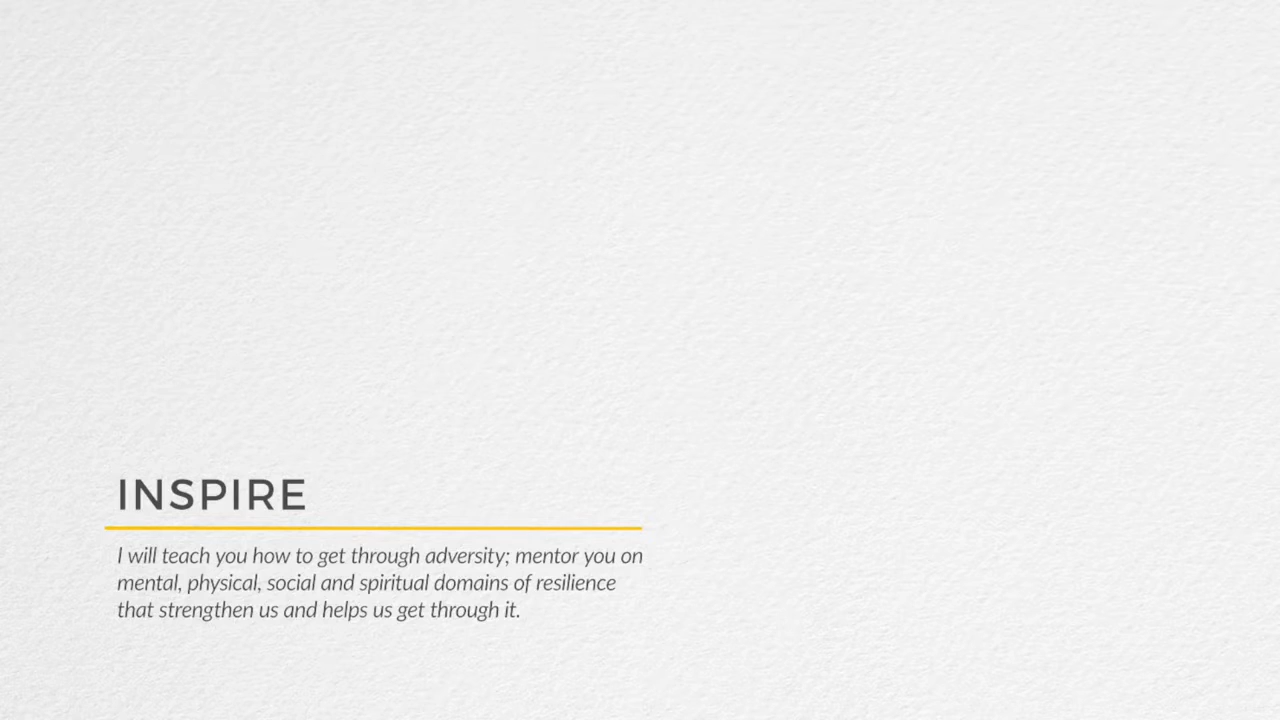 INSPIRE
I will teach you how to get through adversity; mentor you on
mental, physical, social and spiritual domains of resilience
that strengthen us and helps us get through it.